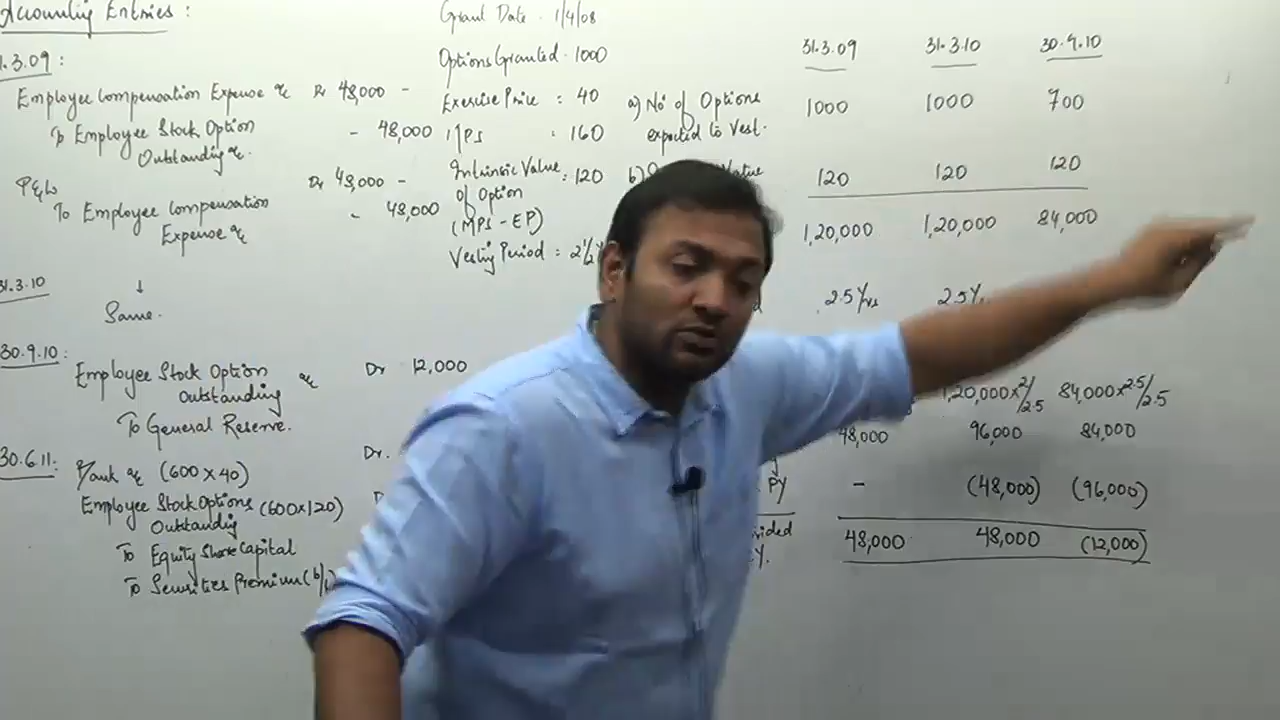 Accounting Entries :
1.3.09 :
Employee Compensation Expense a/c Dr 48,000 -
To Employee Stock Option - 48,000
Outstanding a/c.
P&L Dr 48,000 -
To Employee Compensation - 48,000
Expense a/c
31.3.10
↓
Same.
30.9.10 :
Employee Stock Option a/c Dr 12,000
outstanding
To General Reserve.
30.6.11 :
Bank a/c (600 x 40) Dr.
Employee Stock Options (600x120)
Outstanding
To Equity Share Capital
To Securities Premium (b/f)
Grant Date . 1/4/08
Options Granted . 1000
Exercise Price : 40
MPS : 160
Intrinsic Value : 120
of Option
(MPS - EP)
Vesting Period : 2 1/2
31.3.09 31.3.10 30.9.10
a) No of Options 1000 1000 700
expected to Vest.
b) 120 120 120
1,20,000 1,20,000 84,000
2.5 Yrs 2.5 Y
1,20,000 x 2/2.5 84,000 x 2.5/2.5
48,000 96,000 84,000
PY - (48,000) (96,000)
48,000 48,000 (12,000)
Y.